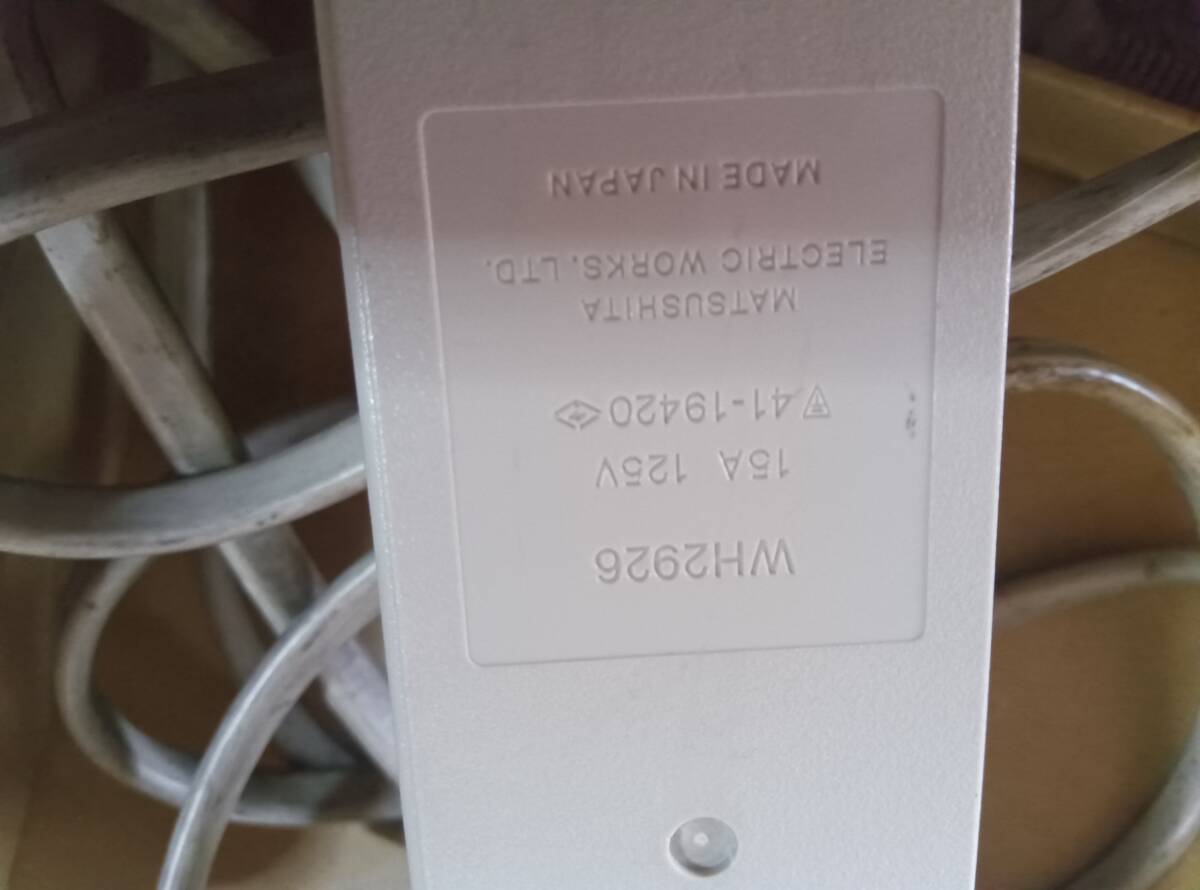 WH2926
15A 125V
41-19420
MATSUSHITA
ELECTRIC WORKS, LTD.
MADE IN JAPAN